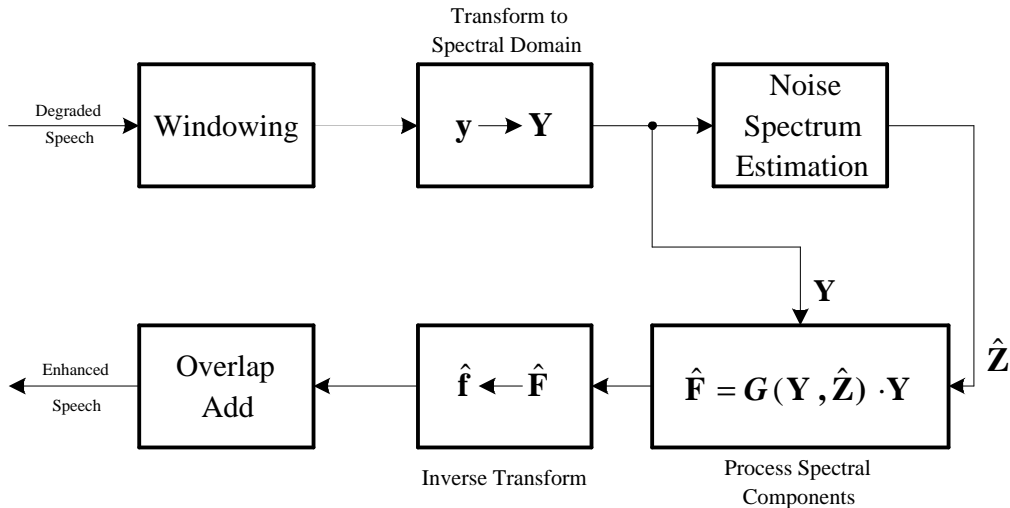 Transform to
Spectral Domain
Degraded
Speech
Windowing
y → Y
Noise
Spectrum
Estimation
Y
Ẑ
Enhanced
Speech
Overlap
Add
f̂ ← F̂
F̂ = G(Y , Ẑ) · Y
Inverse Transform
Process Spectral
Components